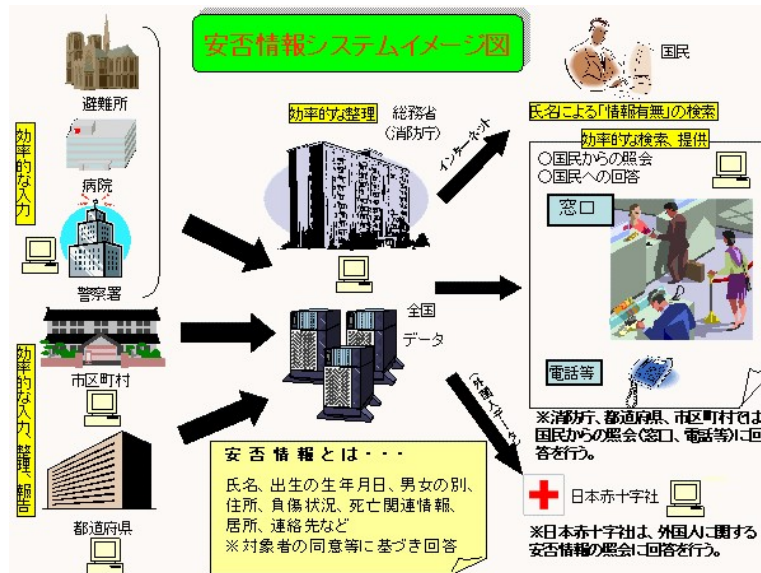 安否情報システムイメージ図
避難所
病院
警察署
効率的な入力
市区町村
都道府県
効率的な入力、整理、報告
効率的な整理
総務省
(消防庁)
全国
データ
安否情報とは・・・
氏名、出生の生年月日、男女の別、
住所、負傷状況、死亡関連情報、
居所、連絡先など
※対象者の同意等に基づき回答
インターネット
国民
氏名による「情報有無」の検索
効率的な検索、提供
○国民からの照会
○国民への回答
窓口
電話等
※消防庁、都道府県、市区町村では
国民からの照会(窓口、電話等)に回
答を行う。
(外国人データ)
日本赤十字社
※日本赤十字社は、外国人に関する
安否情報の照会に回答を行う。